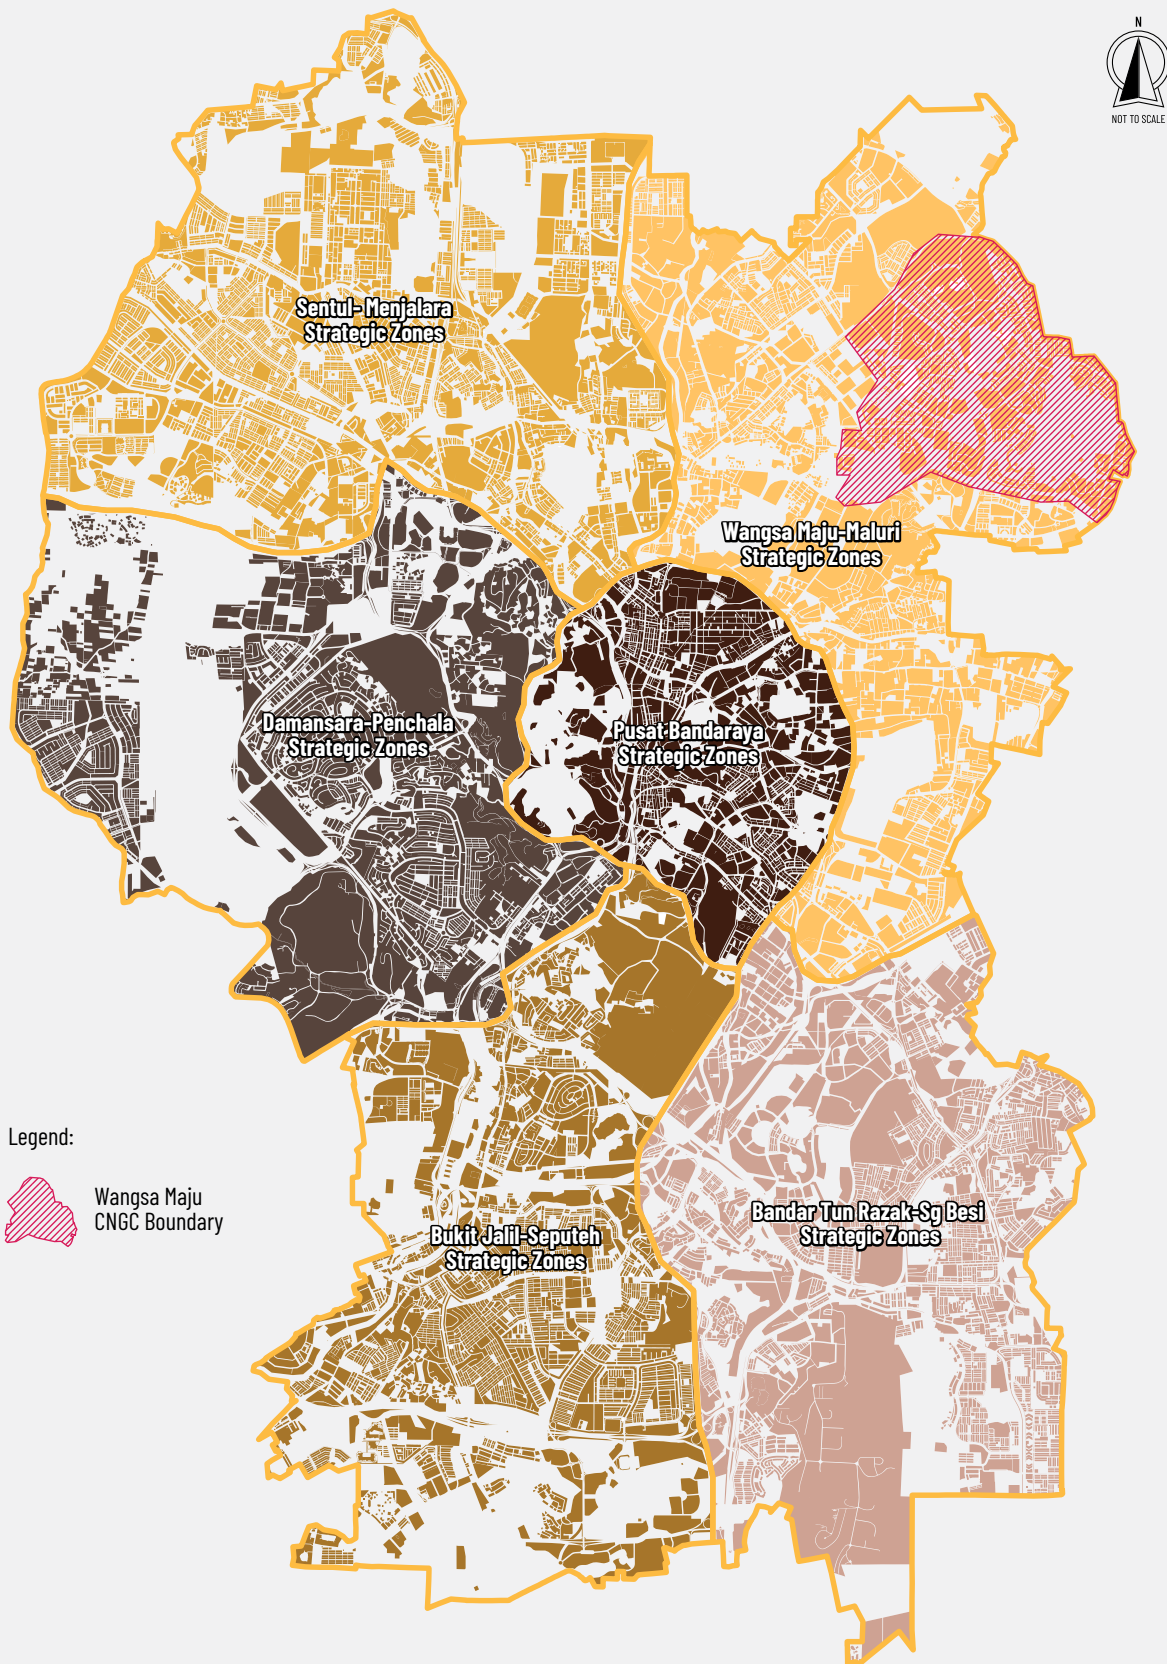 N
NOT TO SCALE
Sentul- Menjalara
Strategic Zones
Wangsa Maju-Maluri
Strategic Zones
Damansara-Penchala
Strategic Zones
Pusat Bandaraya
Strategic Zones
Legend:
Wangsa Maju
CNGC Boundary
Bandar Tun Razak-Sg Besi
Strategic Zones
Bukit Jalil-Seputeh
Strategic Zones